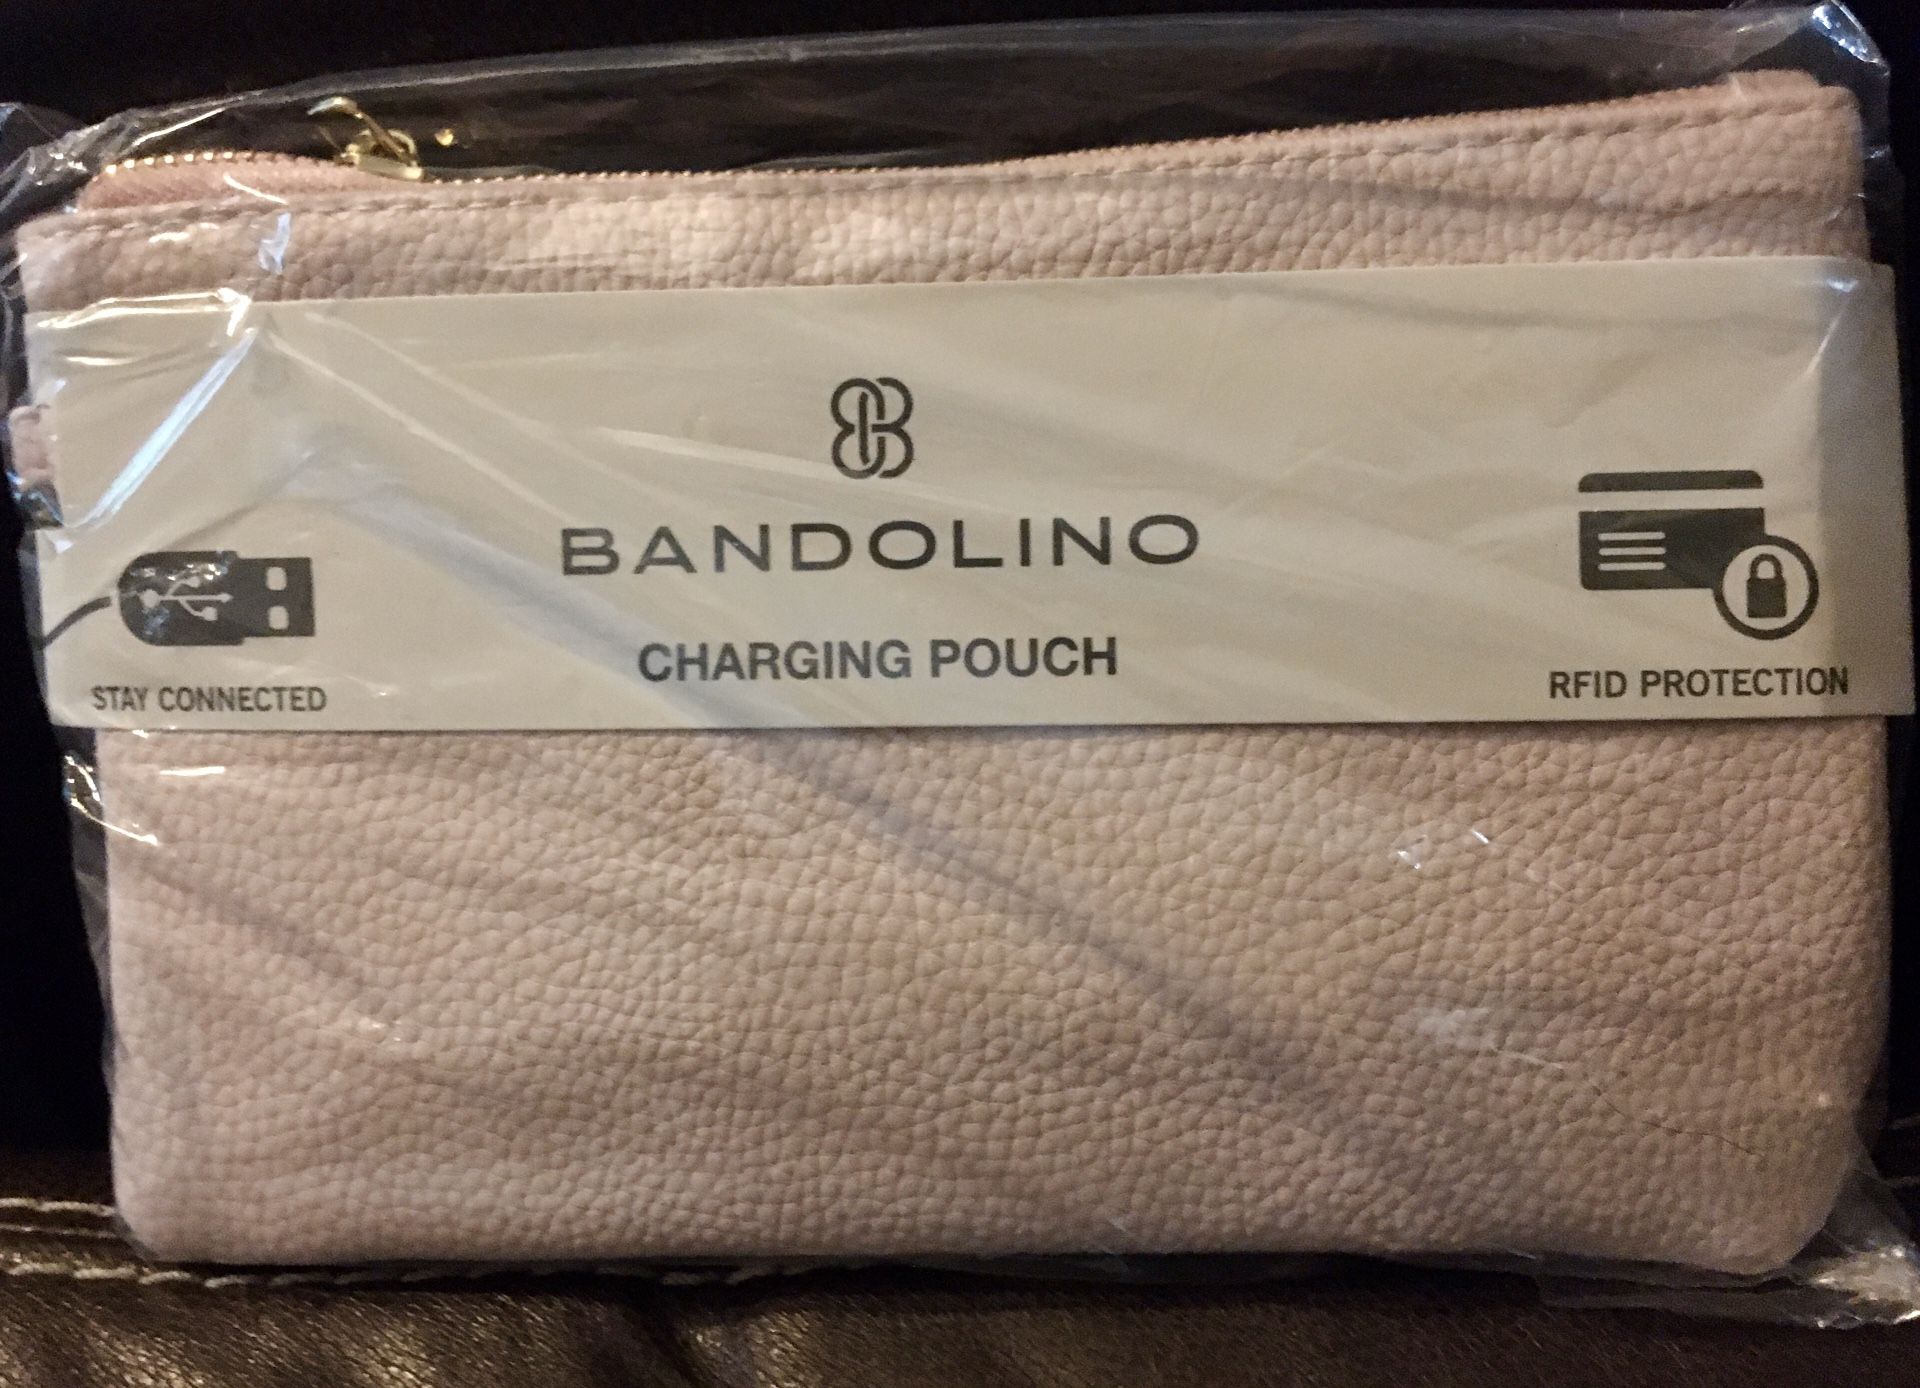 BANDOLINO
CHARGING POUCH
STAY CONNECTED
RFID PROTECTION